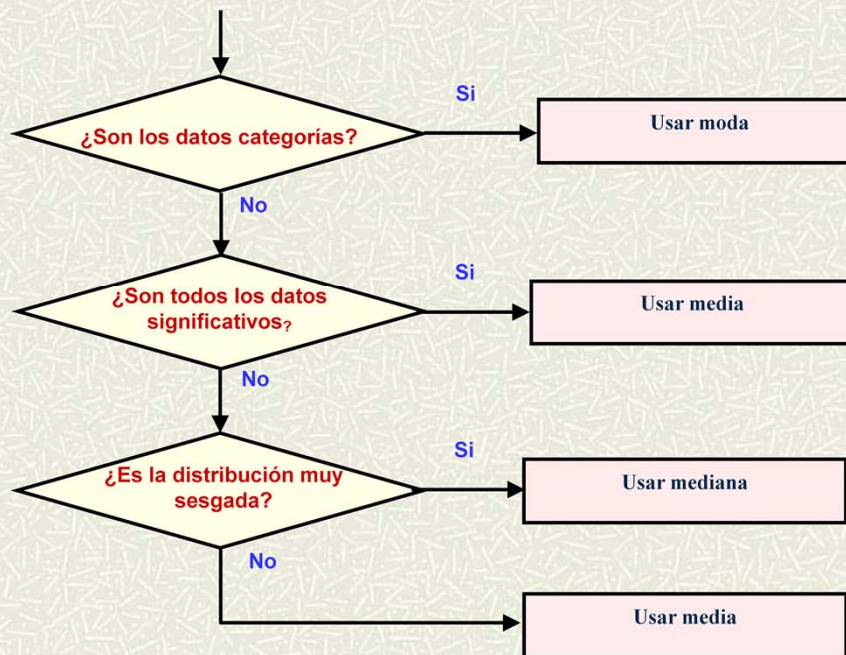 Si
¿Son los datos categorías?
Usar moda
No
Si
¿Son todos los datos
significativos?
Usar media
No
Si
¿Es la distribución muy
sesgada?
Usar mediana
No
Usar media